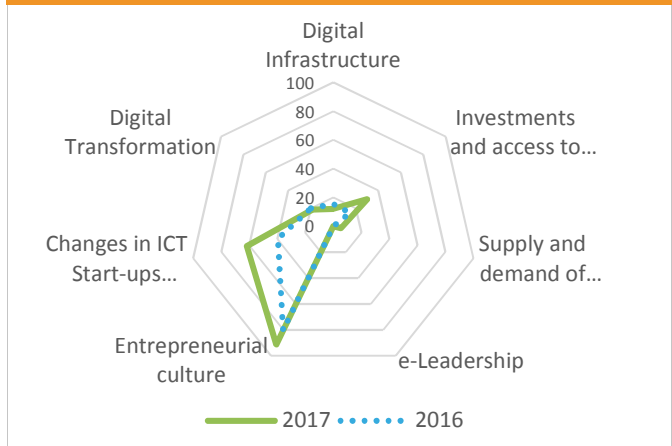 Digital
Infrastructure
100
80
60
40
20
0
Investments
and access to...
Supply and
demand of...
e-Leadership
Entrepreneurial
culture
Changes in ICT
Start-ups...
Digital
Transformation
2017
2016